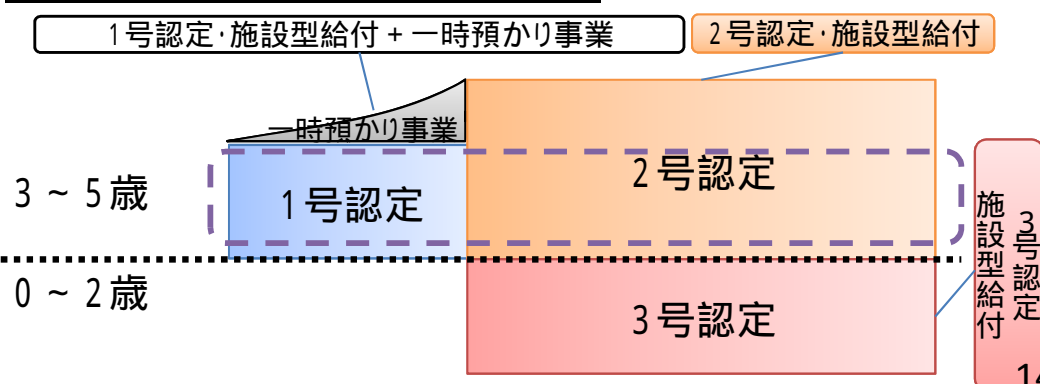 1号認定・施設型給付+一時預かり事業
2号認定・施設型給付
一時預かり事業
3~5歳
1号認定
2号認定
3号認定
施設型給付
0~2歳
3号認定
14